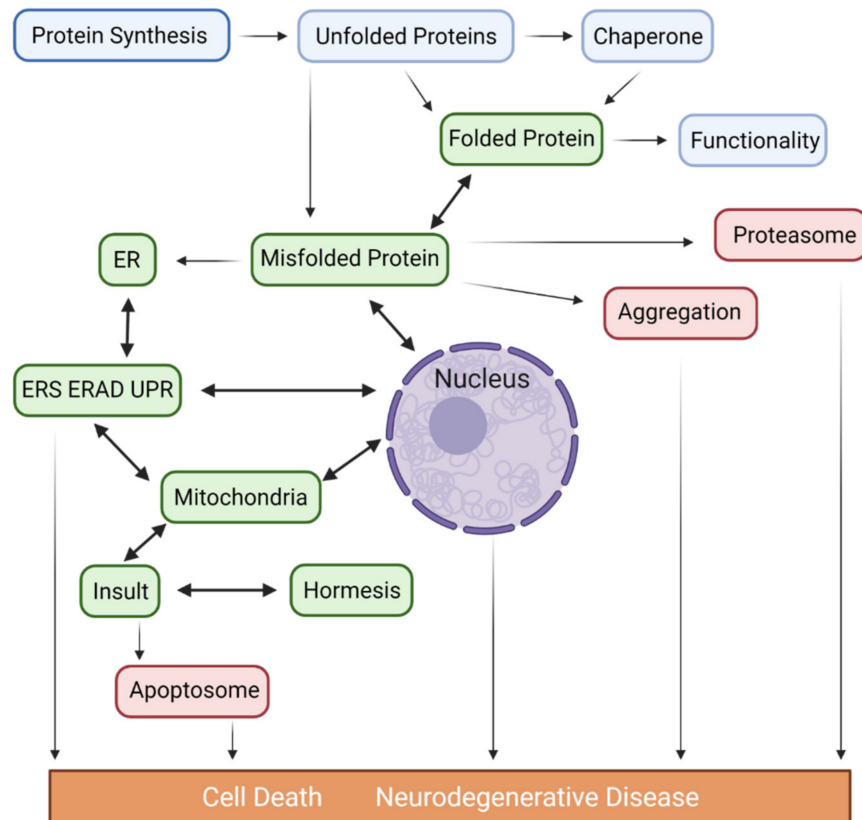 Protein Synthesis
Unfolded Proteins
Chaperone
Folded Protein
Functionality
Proteasome
ER
Misfolded Protein
Aggregation
Nucleus
ERS ERAD UPR
Mitochondria
Insult
Hormesis
Apoptosome
Cell Death Neurodegenerative Disease